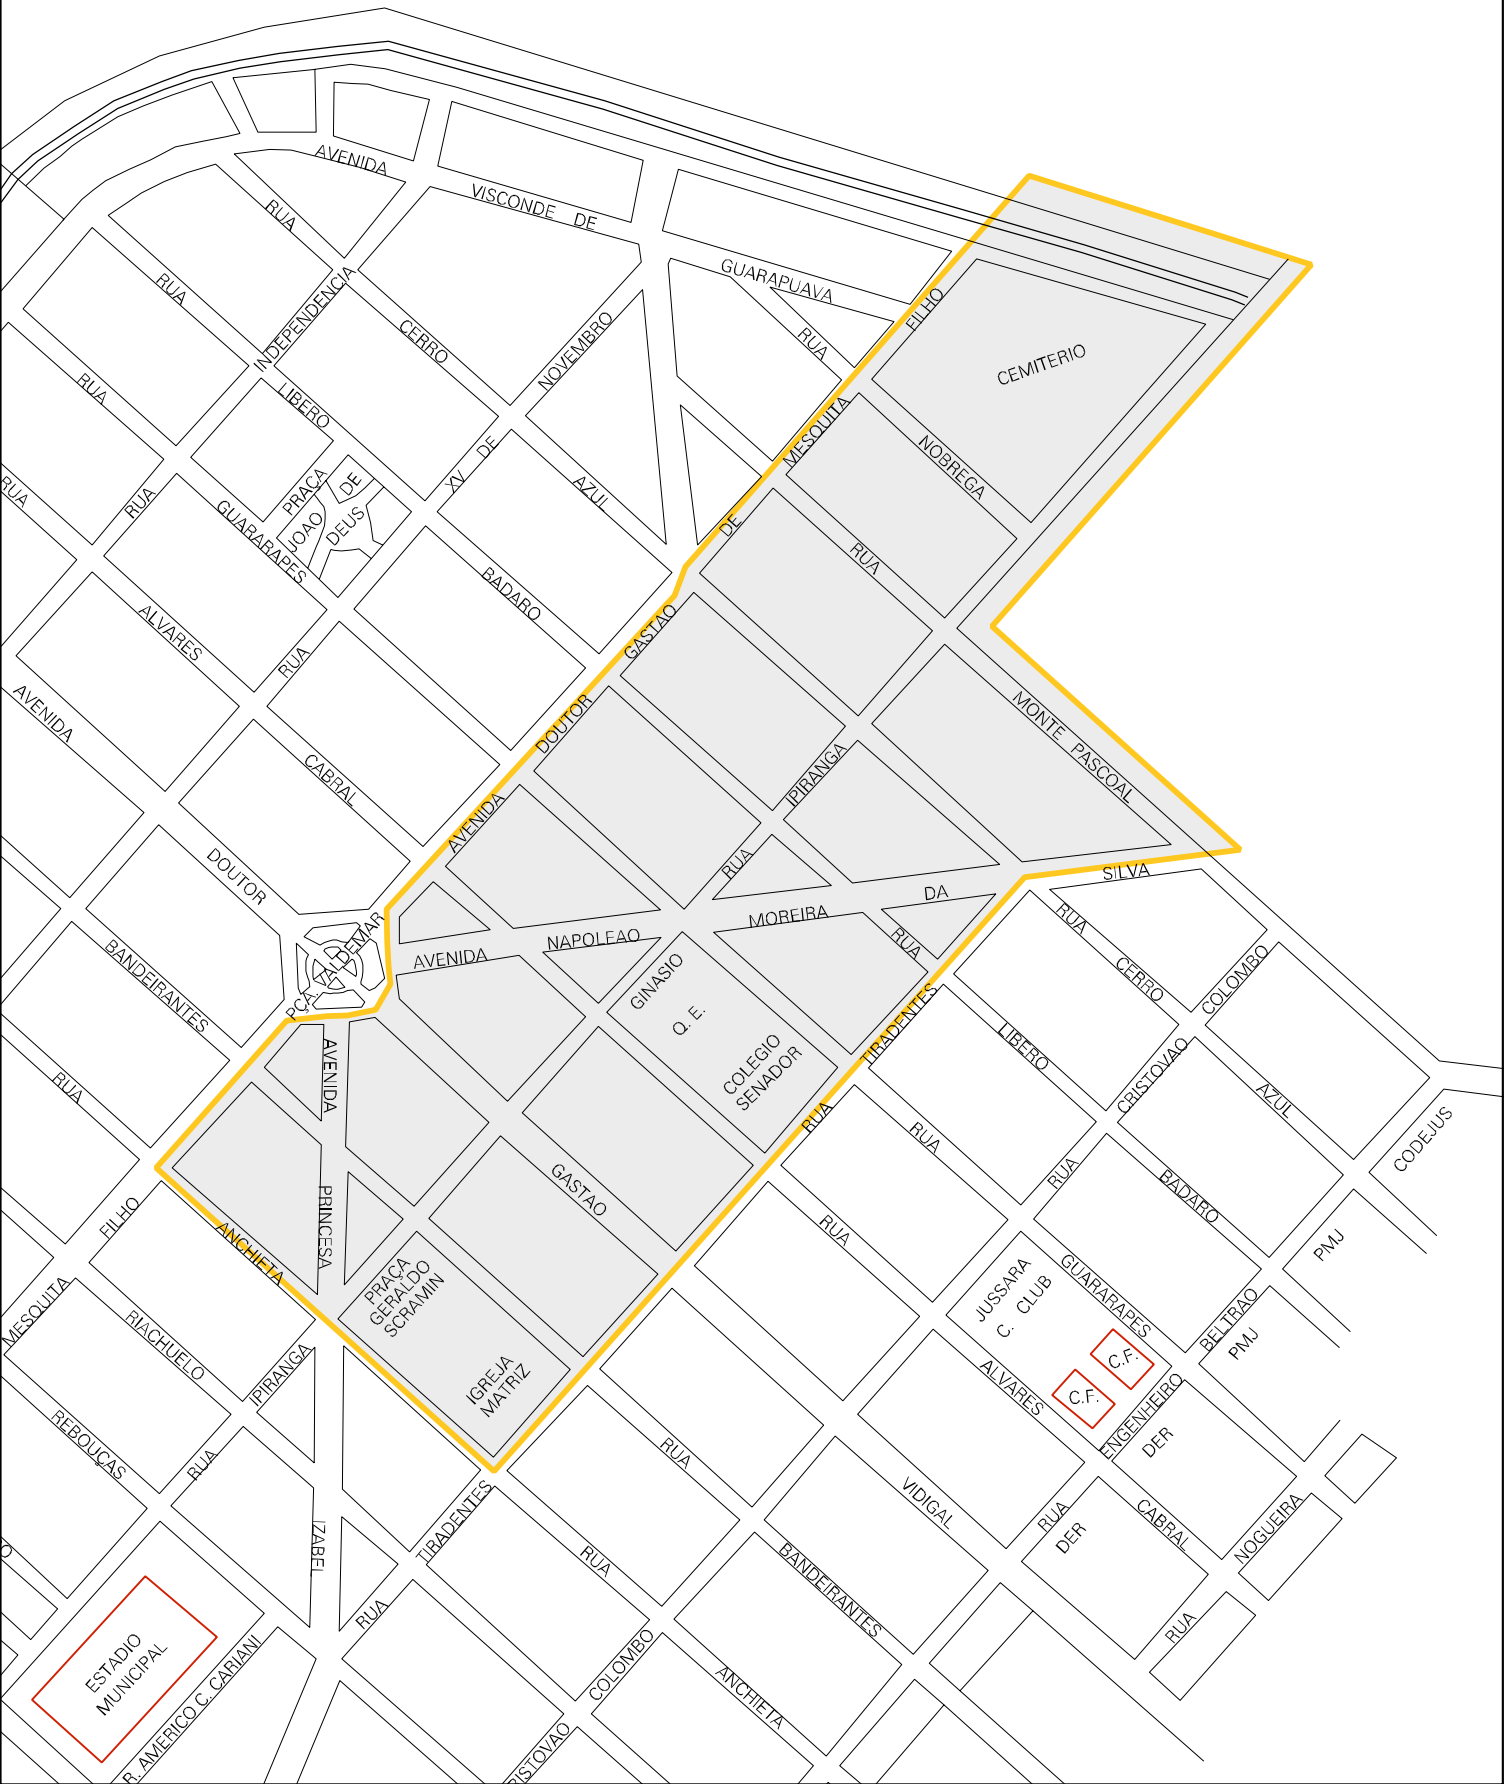 AVENIDA
VISCONDE DE
GUARAPUAVA
RUA
RUA
CERRO
RUA
INDEPENDENCIA
NOVEMBRO
RUA
FILHO
CEMITERIO
RUA
LIBERO
MESQUITA
NOBREGA
XV DE
AZUL
RUA
RUA
PRAÇA
JOAO
DE
DEUS
GUARARAPES
DE
RUA
BADARO
ALVARES
GASTAO
RUA
AVENIDA
DOUTOR
MONTE PASCOAL
CABRAL
IPIRANGA
AVENIDA
DOUTOR
RUA
SILVA
DA
MOREIRA
NAPOLEAO
AVENIDA
PÇA. VALDEMAR
RUA
RUA
BANDEIRANTES
GINASIO
Q. E.
COLEGIO
SENADOR
CERRO
COLOMBO
TIRADENTES
LIBERO
CRISTOVAO
AZUL
RUA
AVENIDA
RUA
RUA
CODEJUS
RUA
BADARO
GASTAO
PRINCESA
FILHO
ANCHIETA
RUA
PMJ
PRAÇA
GERALDO
SCRAMIN
JUSSARA
C. CLUB
GUARARAPES
MESQUITA
RIACHUELO
BELTRAO
PMJ
C.F.
C.F.
IPIRANGA
IGREJA
MATRIZ
ALVARES
ENGENHEIRO
DER
REBOUÇAS
RUA
RUA
VIDIGAL
TIRADENTES
RUA
DER
CABRAL
NOGUEIRA
IZABEL
RUA
BANDEIRANTES
RUA
RUA
ESTADIO
MUNICIPAL
R. AMERICO C. CARIANI
COLOMBO
ANCHIETA
RISTOVAO
O